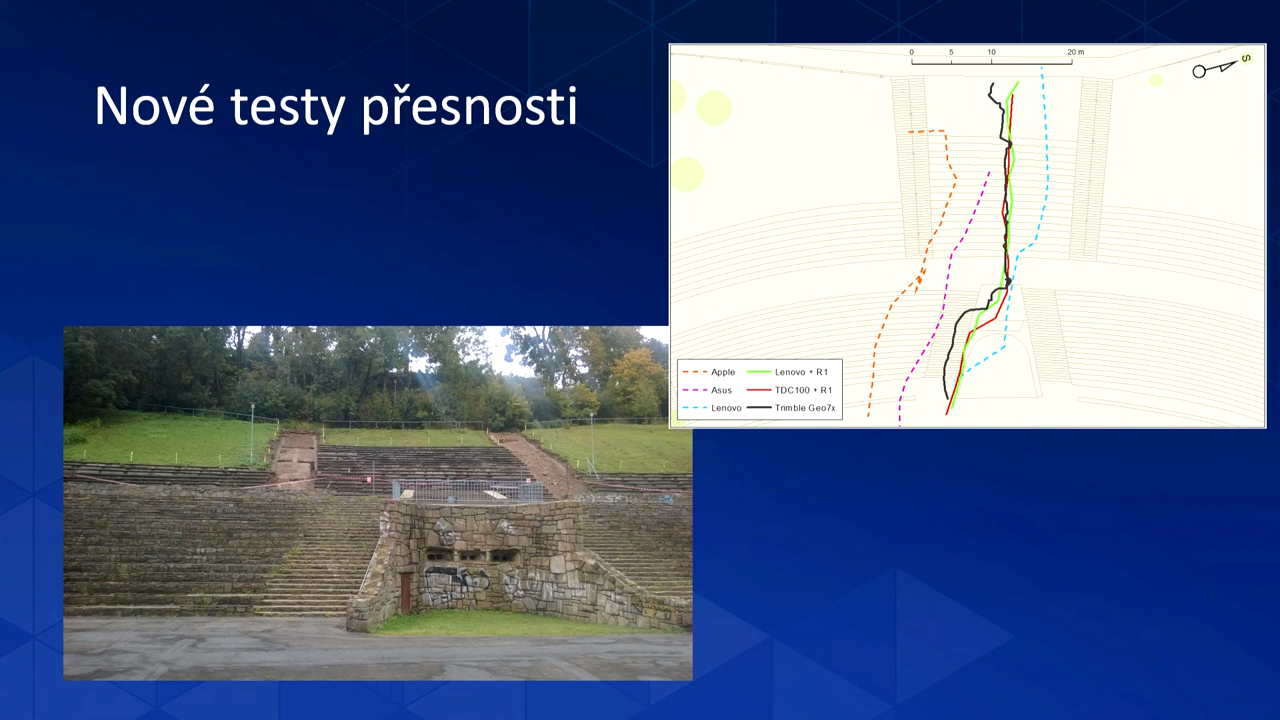 Nové testy přesnosti
0 5 10 20 m
S
Apple
Asus
Lenovo
Lenovo + R1
TDC100 + R1
Trimble Geo7x